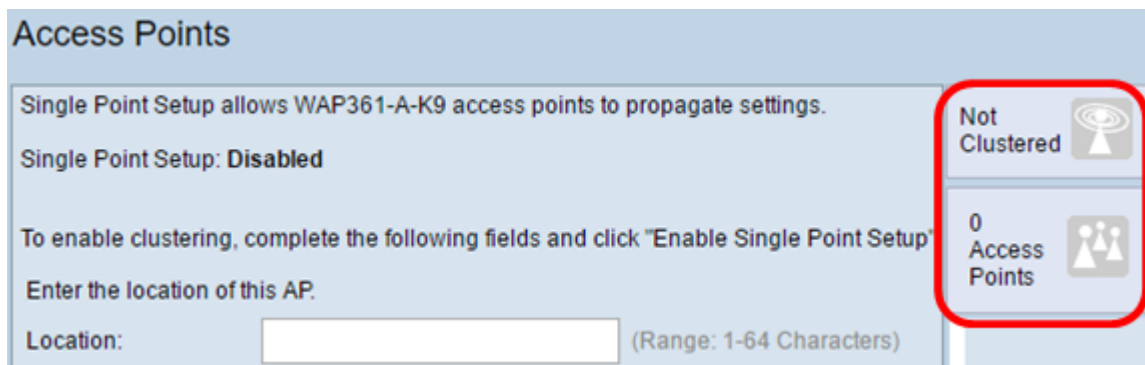 Access Points
Single Point Setup allows WAP361-A-K9 access points to propagate settings.
Single Point Setup: Disabled
To enable clustering, complete the following fields and click "Enable Single Point Setup"
Enter the location of this AP.
Location:
(Range: 1-64 Characters)
Not
Clustered
0
Access
Points